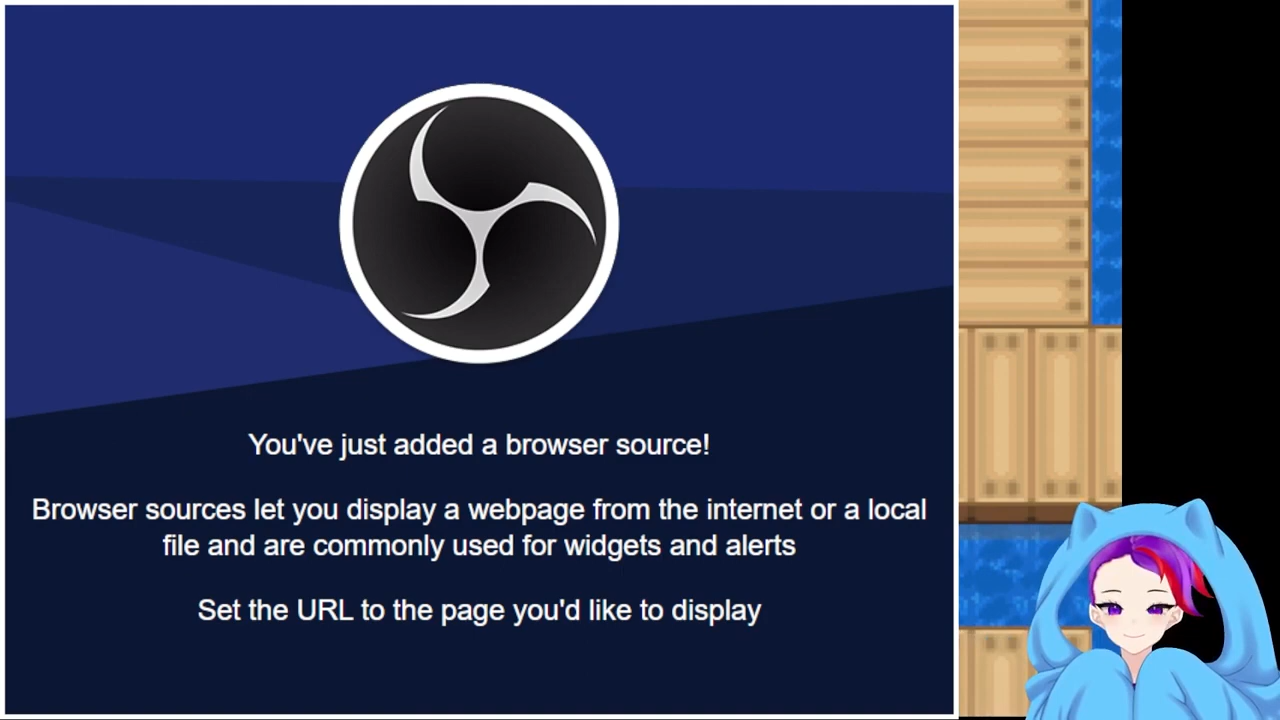 You've just added a browser source!
Browser sources let you display a webpage from the internet or a local
file and are commonly used for widgets and alerts
Set the URL to the page you'd like to display